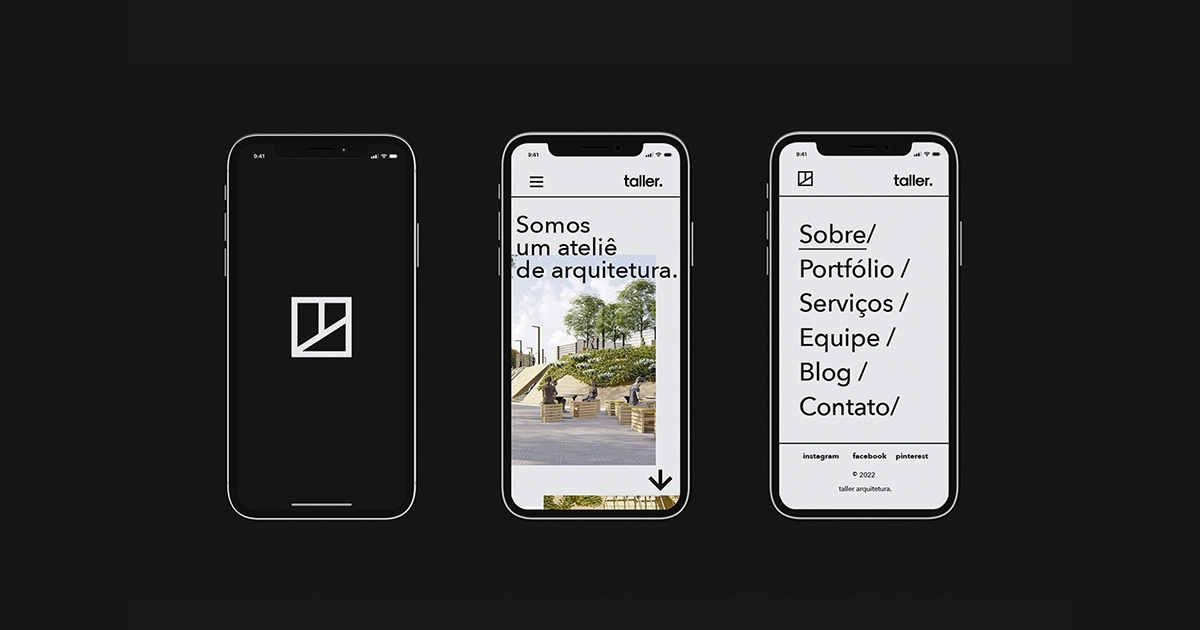 9:41
9:41
taller.
Somos
um ateliê
de arquitetura.
9:41
taller.
Sobre/
Portfólio /
Serviços /
Equipe /
Blog /
Contato/
instagram facebook pinterest
© 2022
taller arquitetura.